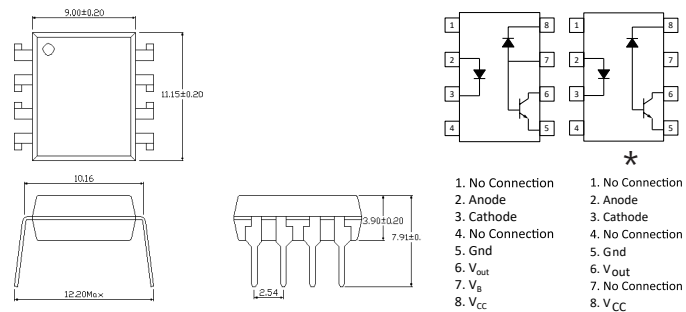 9.00±0.20
11.15±0.20
10.16
12.20Max
2.54
3.90±0.20
7.91±0.
1 8
2 7
3 6
4 5
1 8
2 7
3 6
4 5
*
1. No Connection
2. Anode
3. Cathode
4. No Connection
5. Gnd
6. Vout
7. VB
8. VCC
1. No Connection
2. Anode
3. Cathode
4. No Connection
5. Gnd
6. Vout
7. No Connection
8. VCC